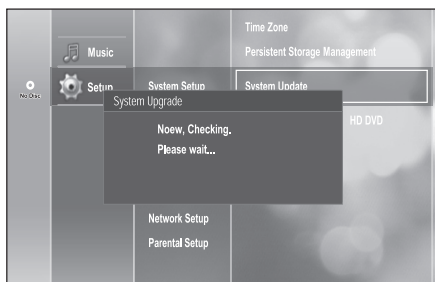 Time Zone
Music
Persistent Storage Management
No Disc
Setup
System Setup
System Update
System Upgrade
HD DVD
Noew, Checking.
Please wait...
Network Setup
Parental Setup